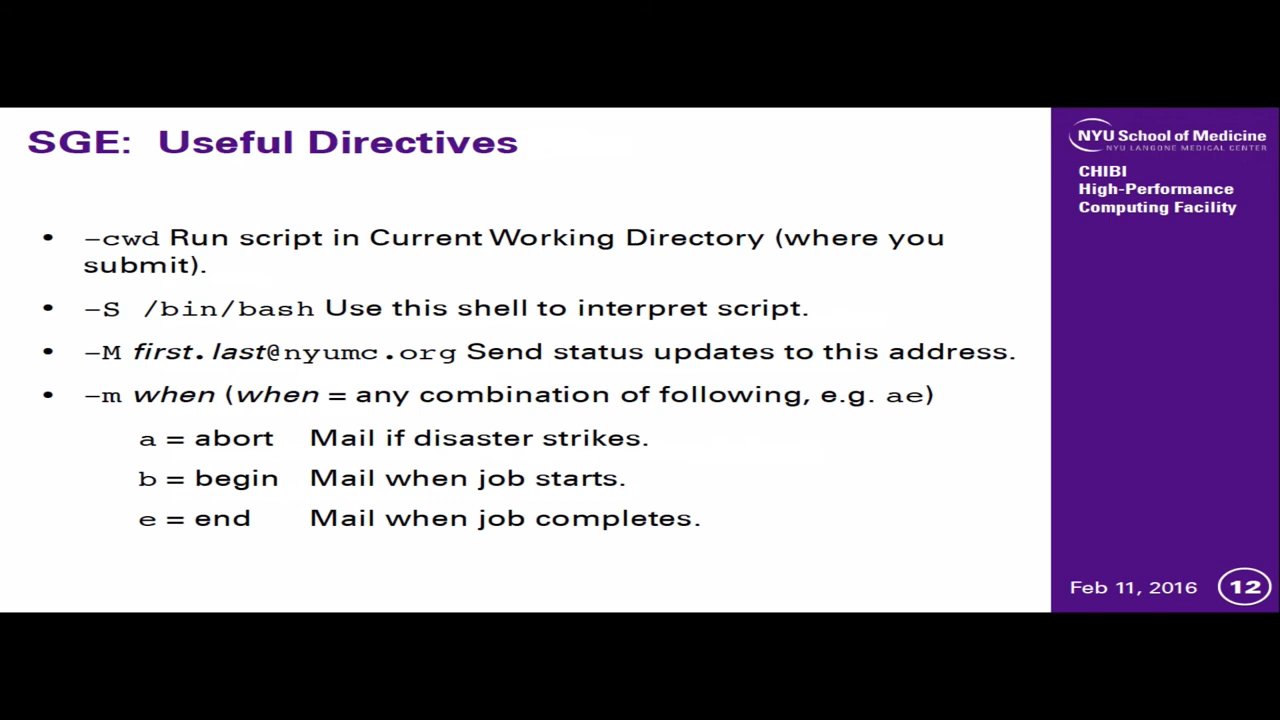 SGE: Useful Directives
• -cwd Run script in Current Working Directory (where you
submit).
• -S /bin/bash Use this shell to interpret script.
• -M first.last@nyumc.org Send status updates to this address.
• -m when (when = any combination of following, e.g. ae)
a = abort Mail if disaster strikes.
b = begin Mail when job starts.
e = end Mail when job completes.
NYU School of Medicine
NYU LANGONE MEDICAL CENTER
CHIBI
High-Performance
Computing Facility
Feb 11, 2016 12